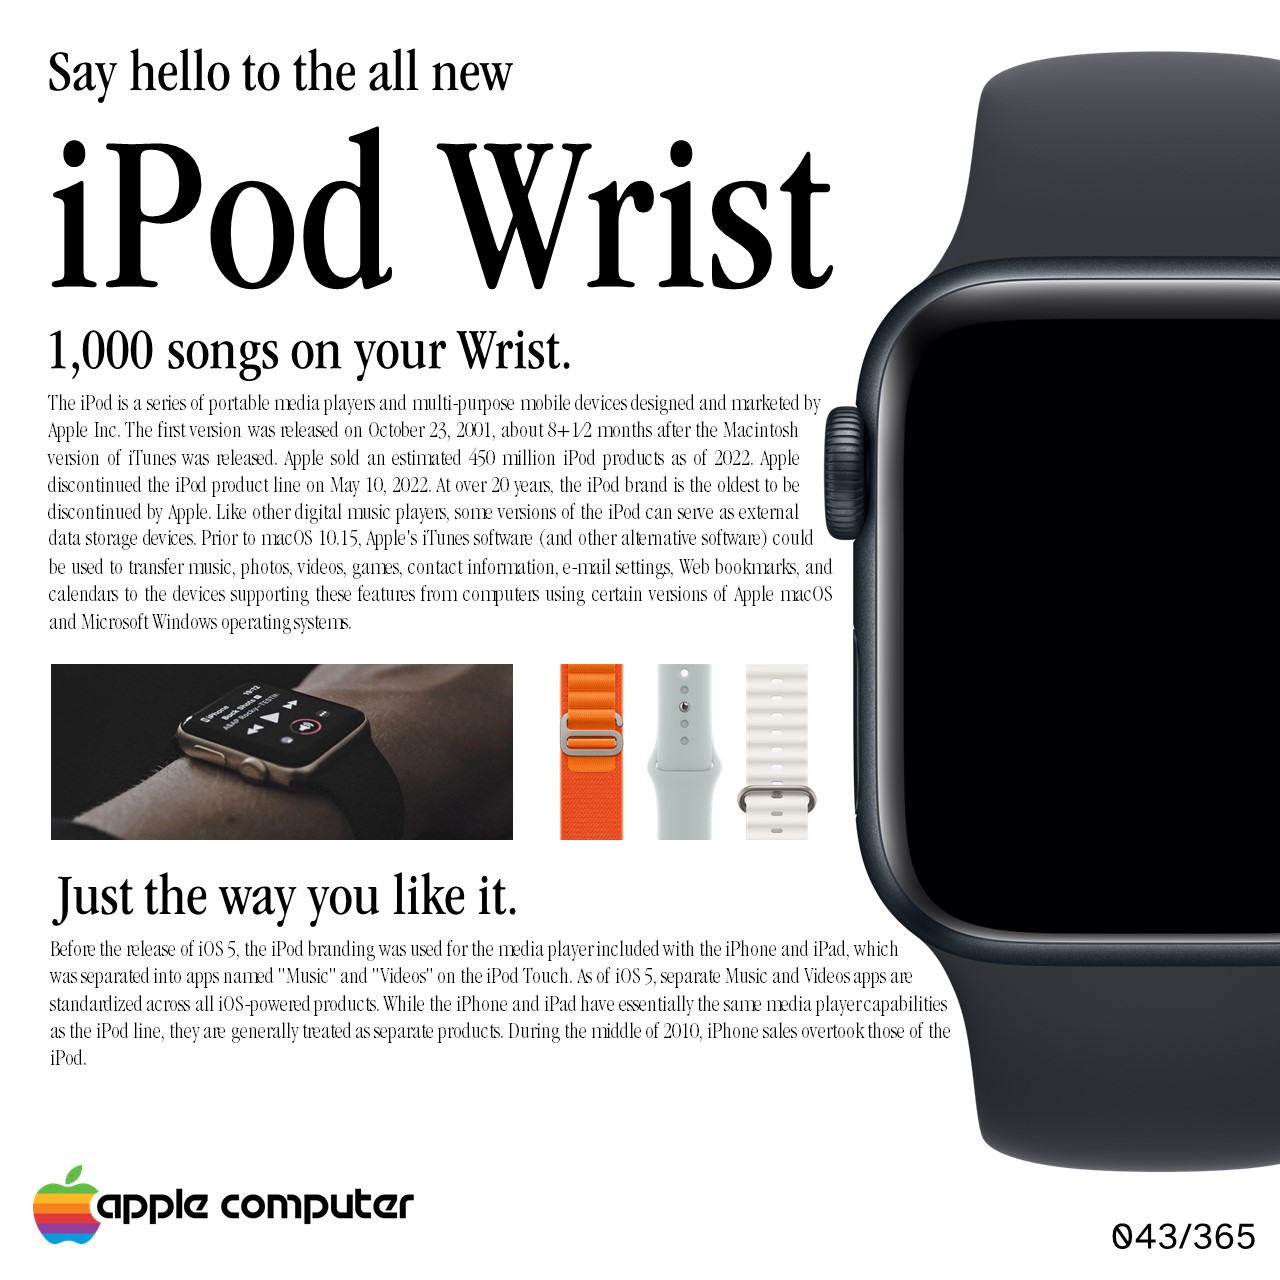 Say hello to the all new
iPod Wrist
1,000 songs on your Wrist.
The iPod is a series of portable media players and multi-purpose mobile devices designed and marketed by
Apple Inc. The first version was released on October 23, 2001, about 8+1⁄2 months after the Macintosh
version of iTunes was released. Apple sold an estimated 450 million iPod products as of 2022. Apple
discontinued the iPod product line on May 10, 2022. At over 20 years, the iPod brand is the oldest to be
discontinued by Apple. Like other digital music players, some versions of the iPod can serve as external
data storage devices. Prior to macOS 10.15, Apple's iTunes software (and other alternative software) could
be used to transfer music, photos, videos, games, contact information, e-mail settings, Web bookmarks, and
calendars to the devices supporting these features from computers using certain versions of Apple macOS
and Microsoft Windows operating systems.
19:12
iPhone
Buck Shots
A$AP Rocky-TESTIN
Just the way you like it.
Before the release of iOS 5, the iPod branding was used for the media player included with the iPhone and iPad, which
was separated into apps named "Music" and "Videos" on the iPod Touch. As of iOS 5, separate Music and Videos apps are
standardized across all iOS-powered products. While the iPhone and iPad have essentially the same media player capabilities
as the iPod line, they are generally treated as separate products. During the middle of 2010, iPhone sales overtook those of the
iPod.
apple computer
043/365